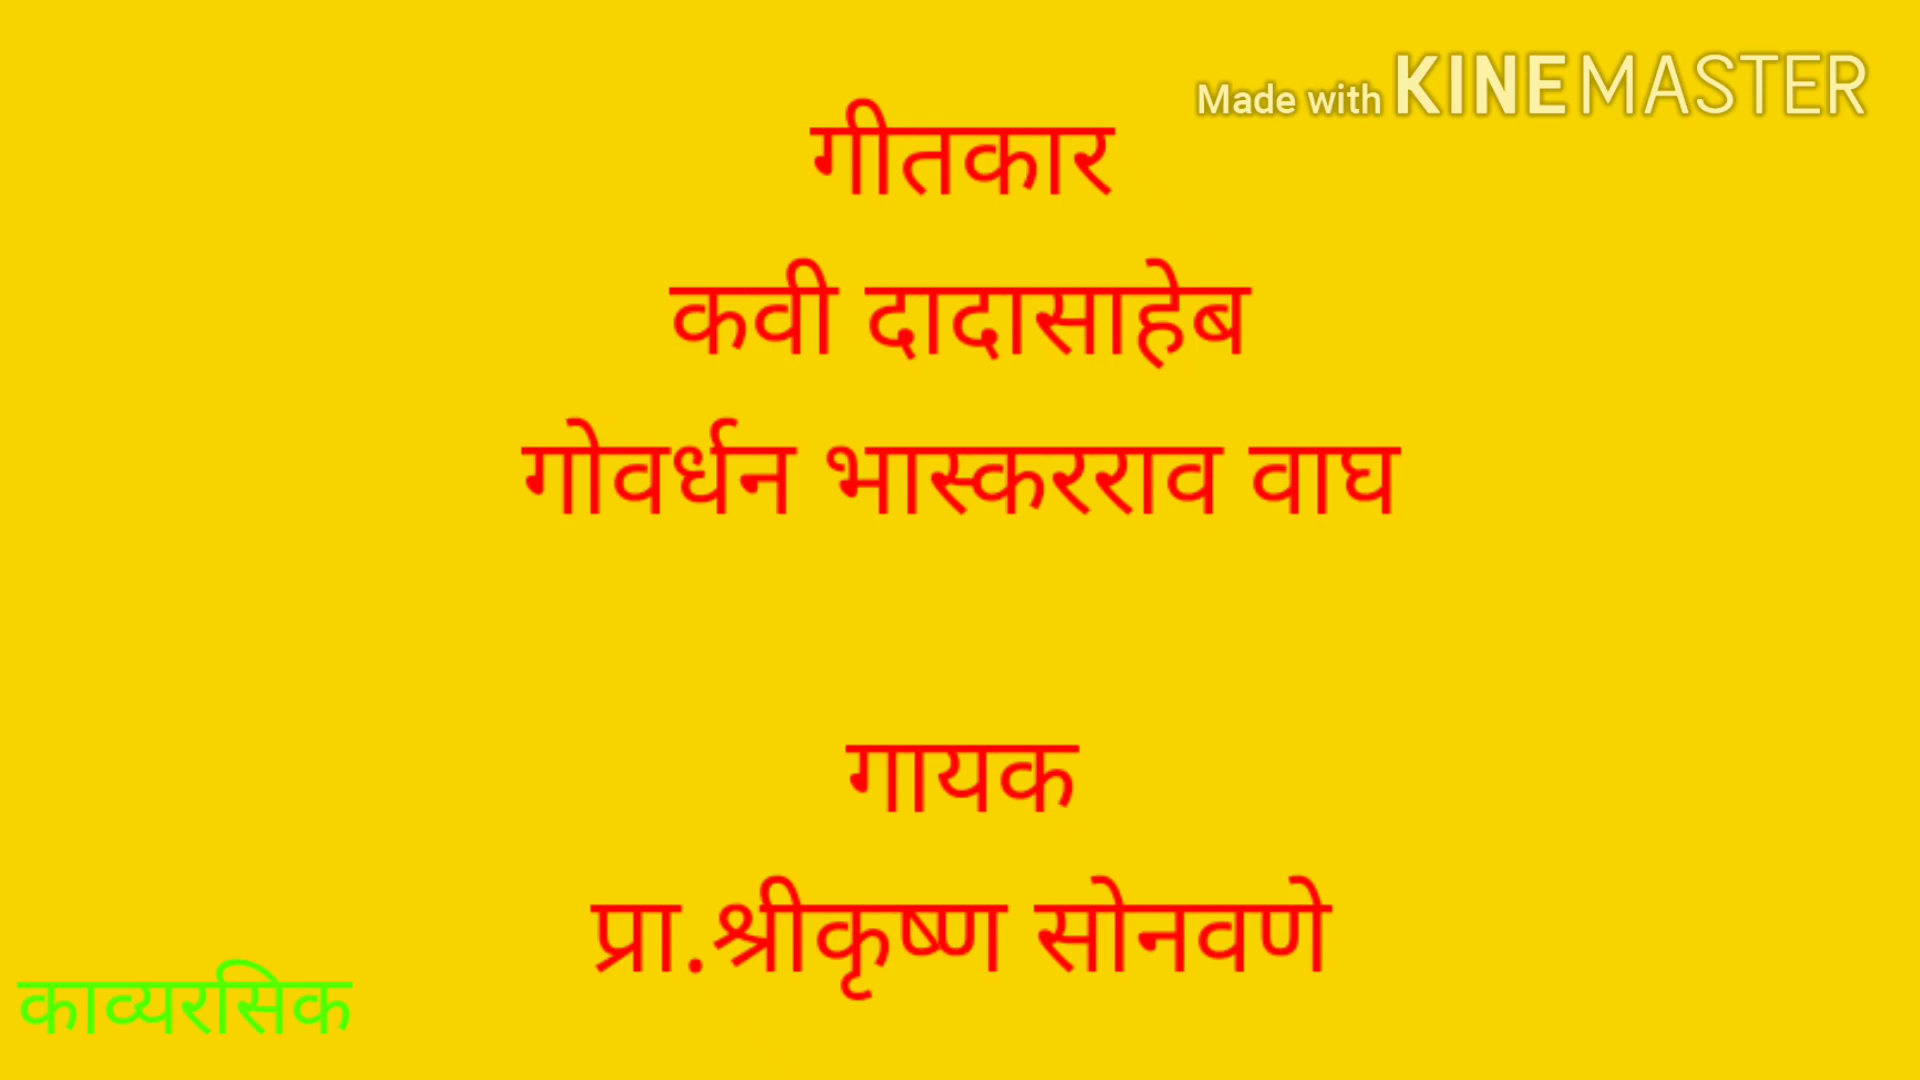 Made with KINEMASTER
गीतकार
कवी दादासाहेब
गोवर्धन भास्करराव वाघ
गायक
प्रा.श्रीकृष्ण सोनवणे
काव्यरसिक